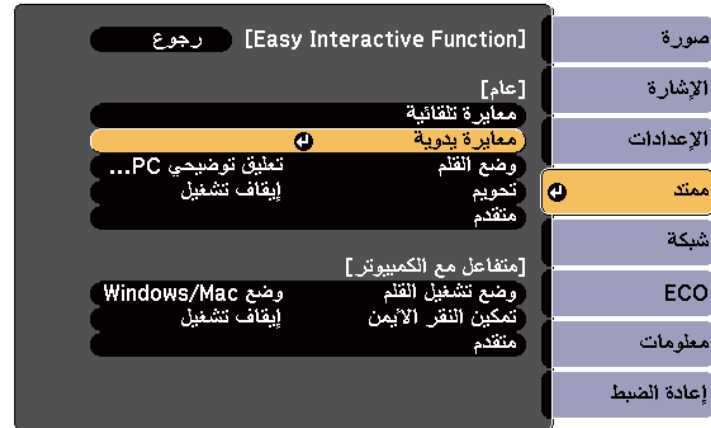 صورة
الإشارة
الإعدادات
ممتد
شبكة
ECO
معلومات
إعادة الضبط
[Easy Interactive Function] رجوع
[عام]
معايرة تلقائية
معايرة يدوية
وضع القلم تعليق توضيحي PC...
تحويم إيقاف تشغيل
متقدم
[متفاعل مع الكمبيوتر]
وضع تشغيل القلم وضع Windows/Mac
تمكين النقر الأيمن إيقاف تشغيل
متقدم